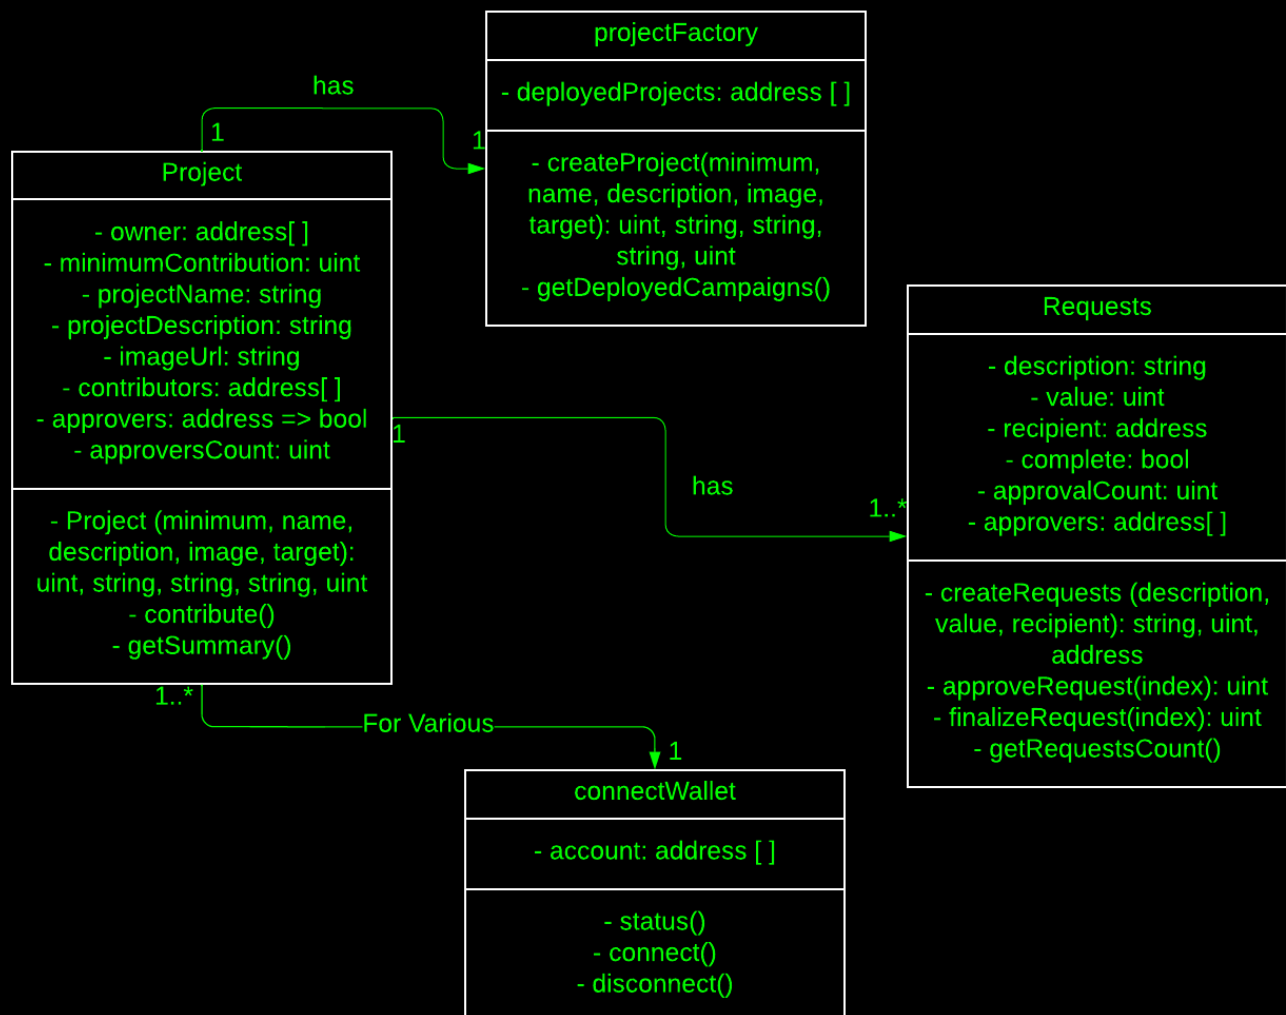 projectFactory
- deployedProjects: address [ ]
- createProject(minimum,
name, description, image,
target): uint, string, string,
string, uint
- getDeployedCampaigns()
has
1
1
Project
- owner: address[ ]
- minimumContribution: uint
- projectName: string
- projectDescription: string
- imageUrl: string
- contributors: address[ ]
- approvers: address => bool
- approversCount: uint
- Project (minimum, name,
description, image, target):
uint, string, string, string, uint
- contribute()
- getSummary()
1
has
1..*
Requests
- description: string
- value: uint
- recipient: address
- complete: bool
- approvalCount: uint
- approvers: address[ ]
- createRequests (description,
value, recipient): string, uint,
address
- approveRequest(index): uint
- finalizeRequest(index): uint
- getRequestsCount()
1..*
For Various
1
connectWallet
- account: address [ ]
- status()
- connect()
- disconnect()